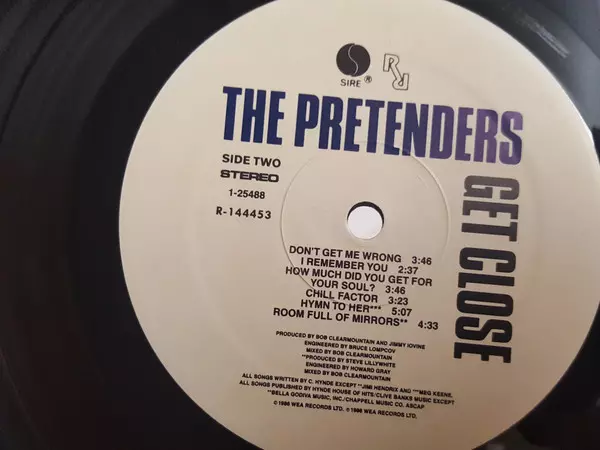 SIRE ®
RR
THE PRETENDERS
GET CLOSE
SIDE TWO
STEREO
1-25488
R-144453
DON'T GET ME WRONG 3:46
I REMEMBER YOU 2:37
HOW MUCH DID YOU GET FOR
YOUR SOUL? 3:46
CHILL FACTOR 3:23
HYMN TO HER*** 5:07
ROOM FULL OF MIRRORS** 4:33
PRODUCED BY BOB CLEARMOUNTAIN AND JIMMY IOVINE
ENGINEERED BY BRUCE LOMPCOV
MIXED BY BOB CLEARMOUNTAIN
**PRODUCED BY STEVE LILLYWHITE
ENGINEERED BY HOWARD GRAY
MIXED BY BOB CLEARMOUNTAIN
ALL SONGS WRITTEN BY C. HYNDE EXCEPT **JIMI HENDRIX AND ***MEG KEENE.
ALL SONGS PUBLISHED BY HYNDE HOUSE OF HITS/CLIVE BANKS MUSIC EXCEPT
**BELLA GODIVA MUSIC, INC./CHAPPELL MUSIC CO. ASCAP
© 1986 WEA RECORDS LTD. ℗ 1986 WEA RECORDS LTD.